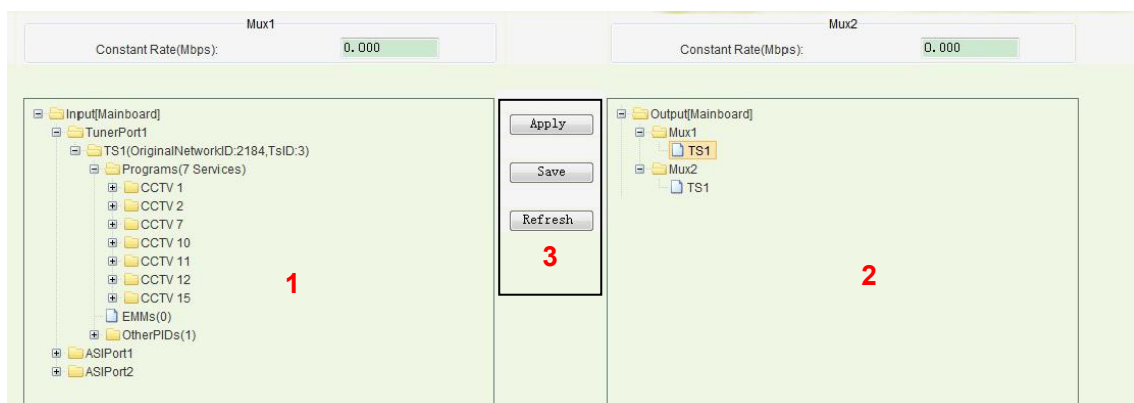 Mux1
Constant Rate(Mbps): 0.000
Mux2
Constant Rate(Mbps): 0.000
Input[Mainboard]
TunerPort1
TS1(OriginalNetworkID:2184,TsID:3)
Programs(7 Services)
CCTV 1
CCTV 2
CCTV 7
CCTV 10
CCTV 11
CCTV 12
CCTV 15
EMMs(0)
OtherPIDs(1)
ASIPort1
ASIPort2
1
Apply
Save
Refresh
3
Output[Mainboard]
Mux1
TS1
Mux2
TS1
2